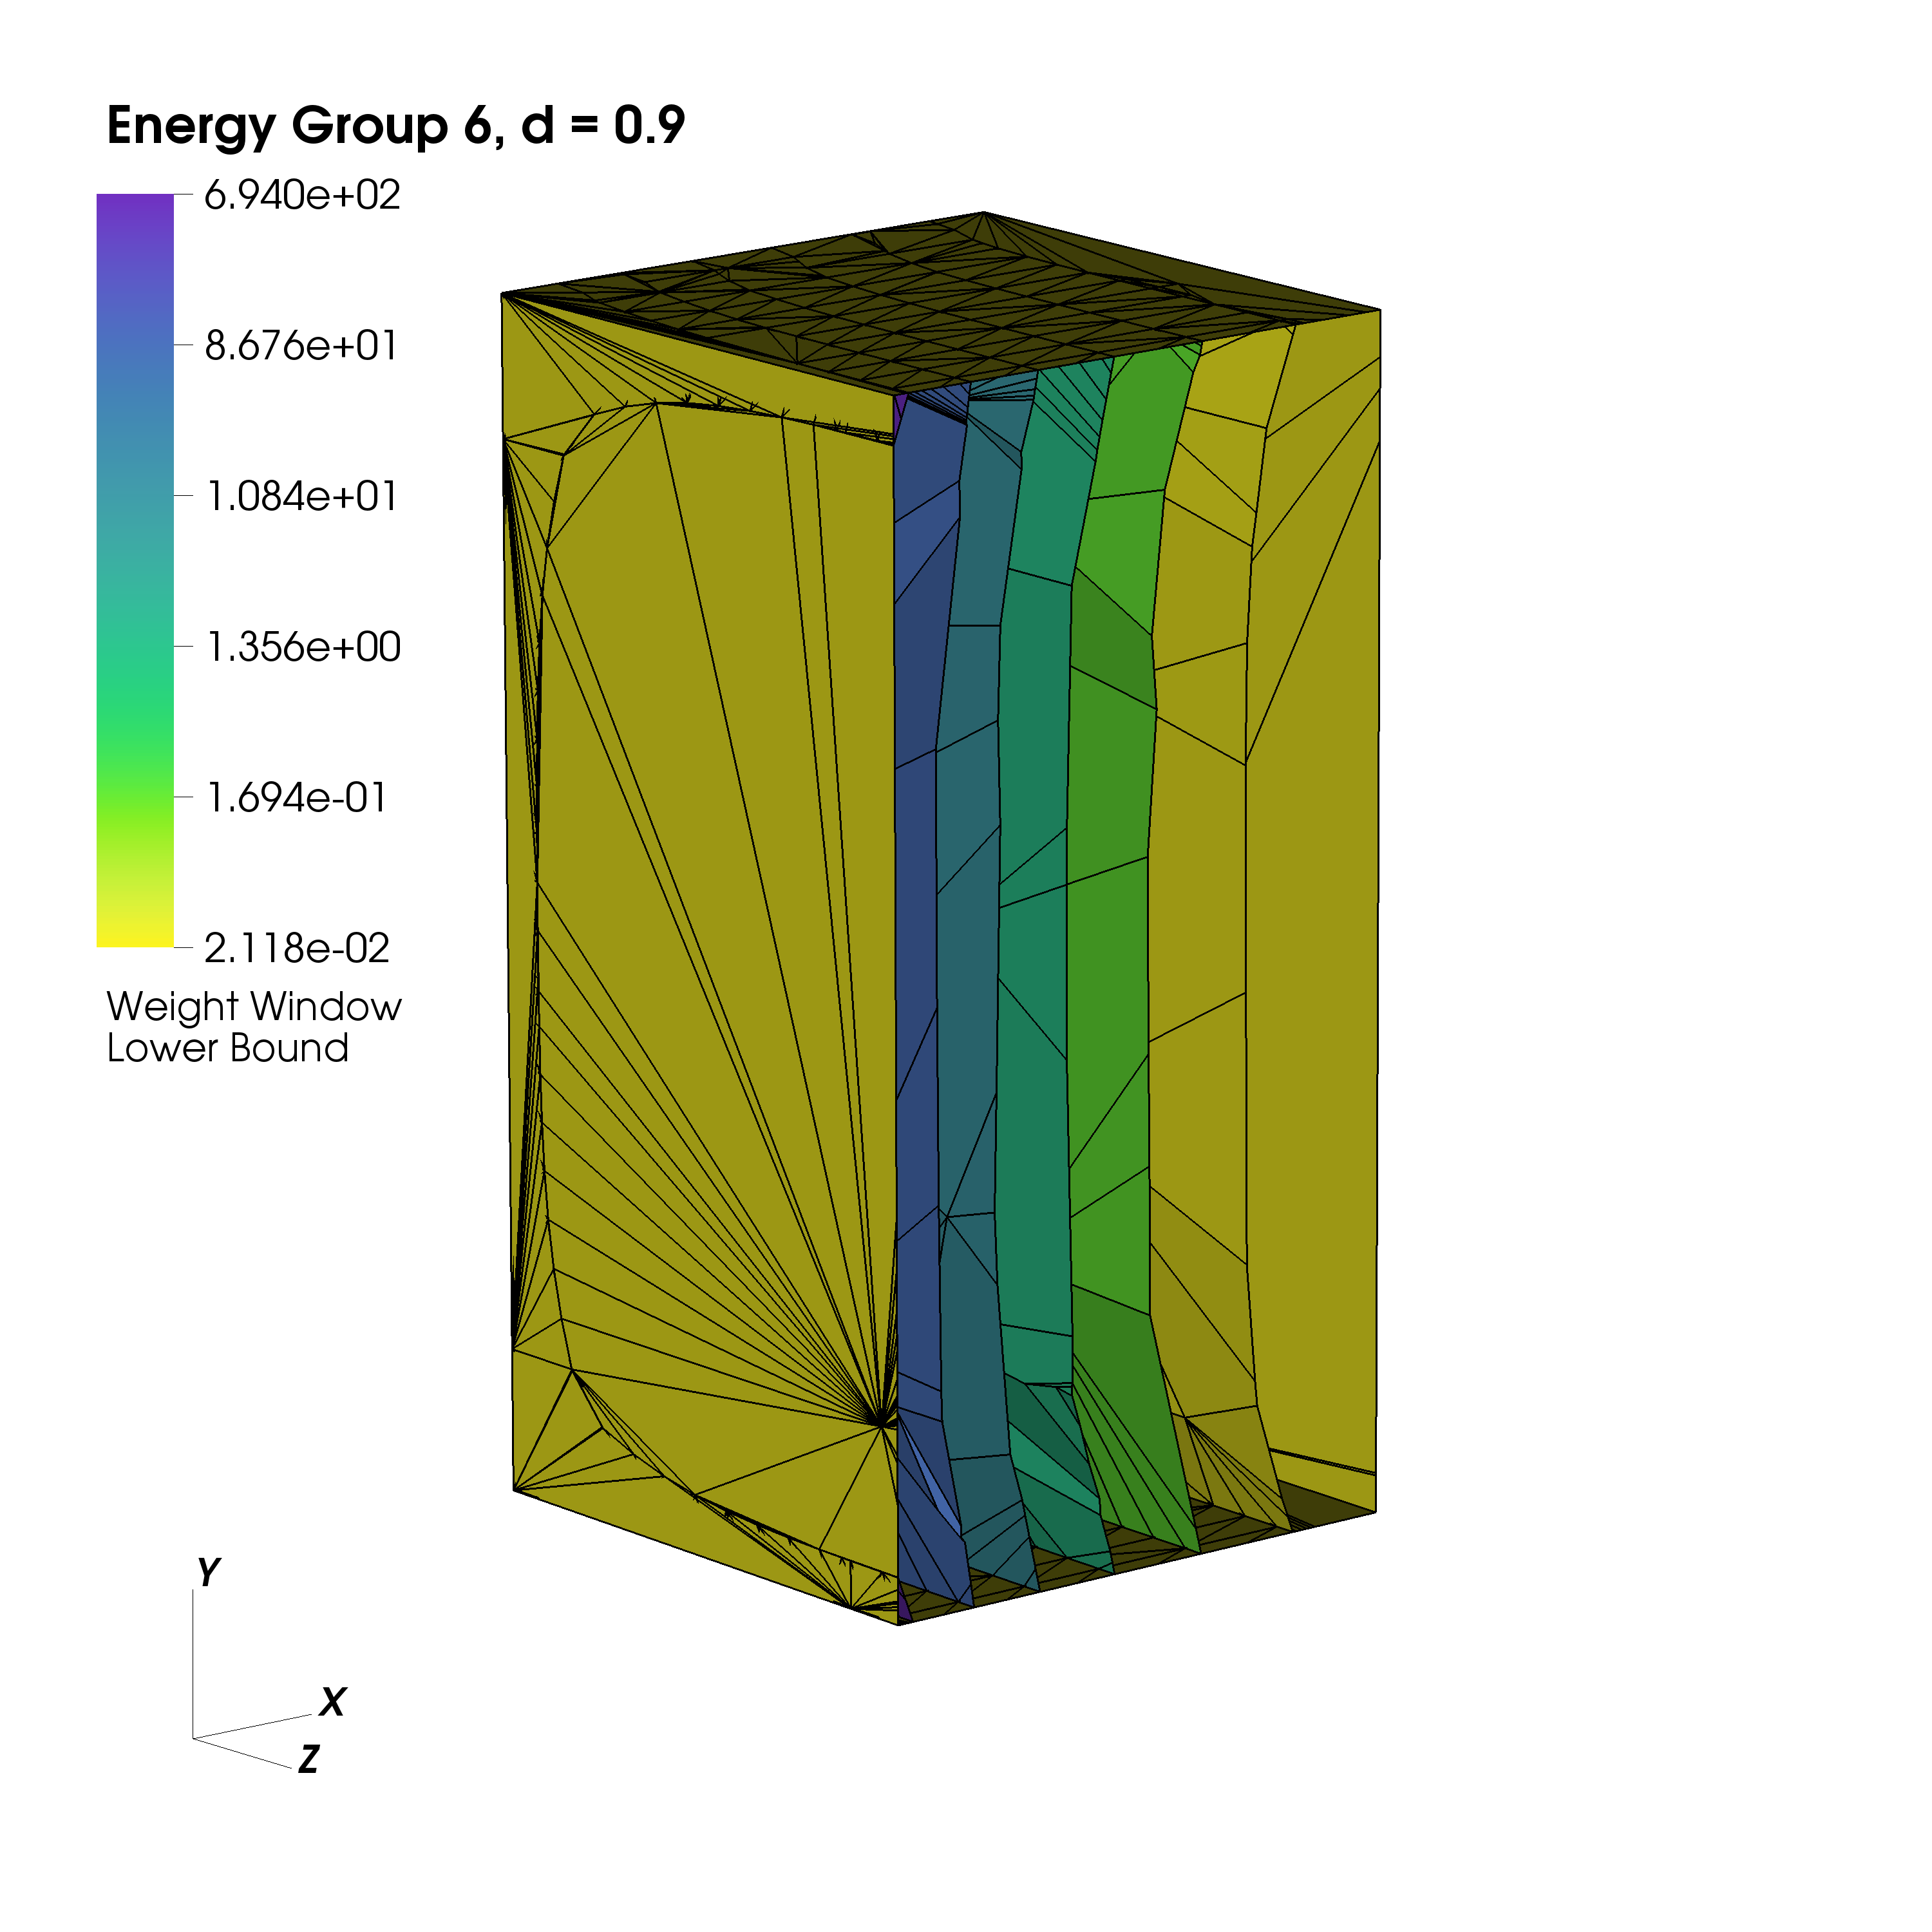 Energy Group 6, d = 0.9
6.940e+02
8.676e+01
1.084e+01
1.356e+00
1.694e-01
2.118e-02
Weight Window
Lower Bound
Y
X
Z